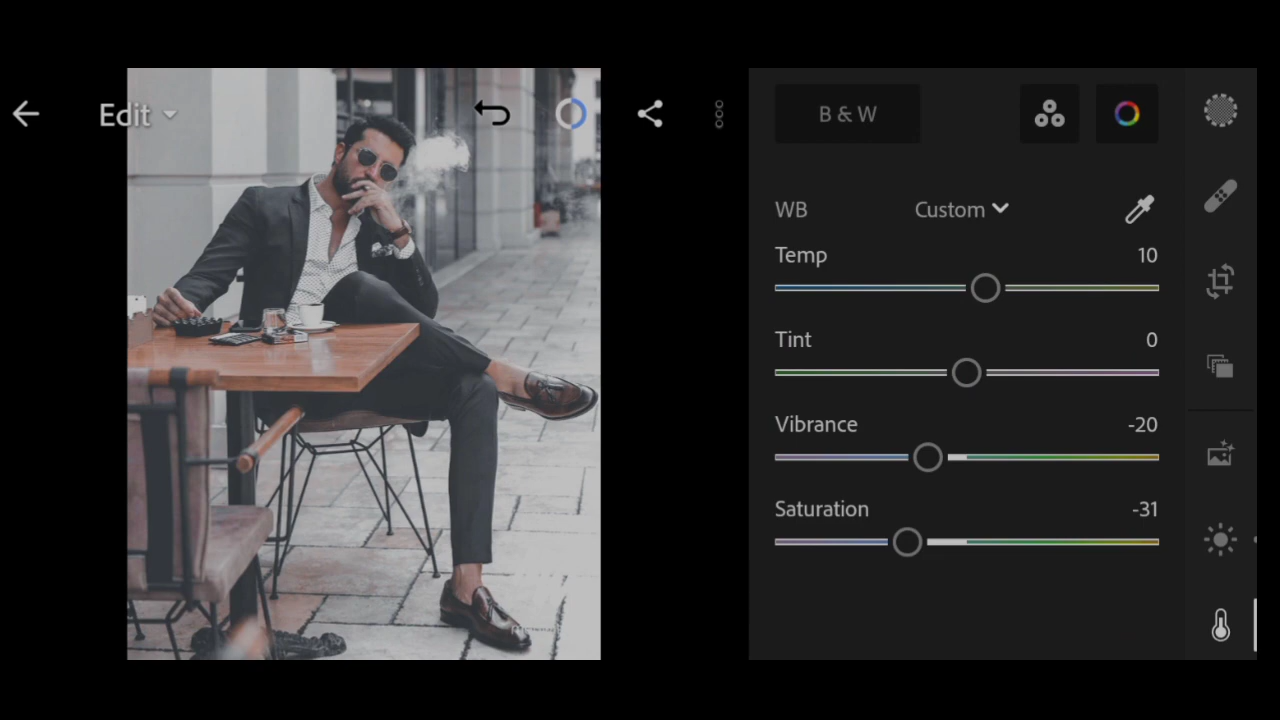 Edit
B & W
WB Custom
Temp 10
Tint 0
Vibrance -20
Saturation -31